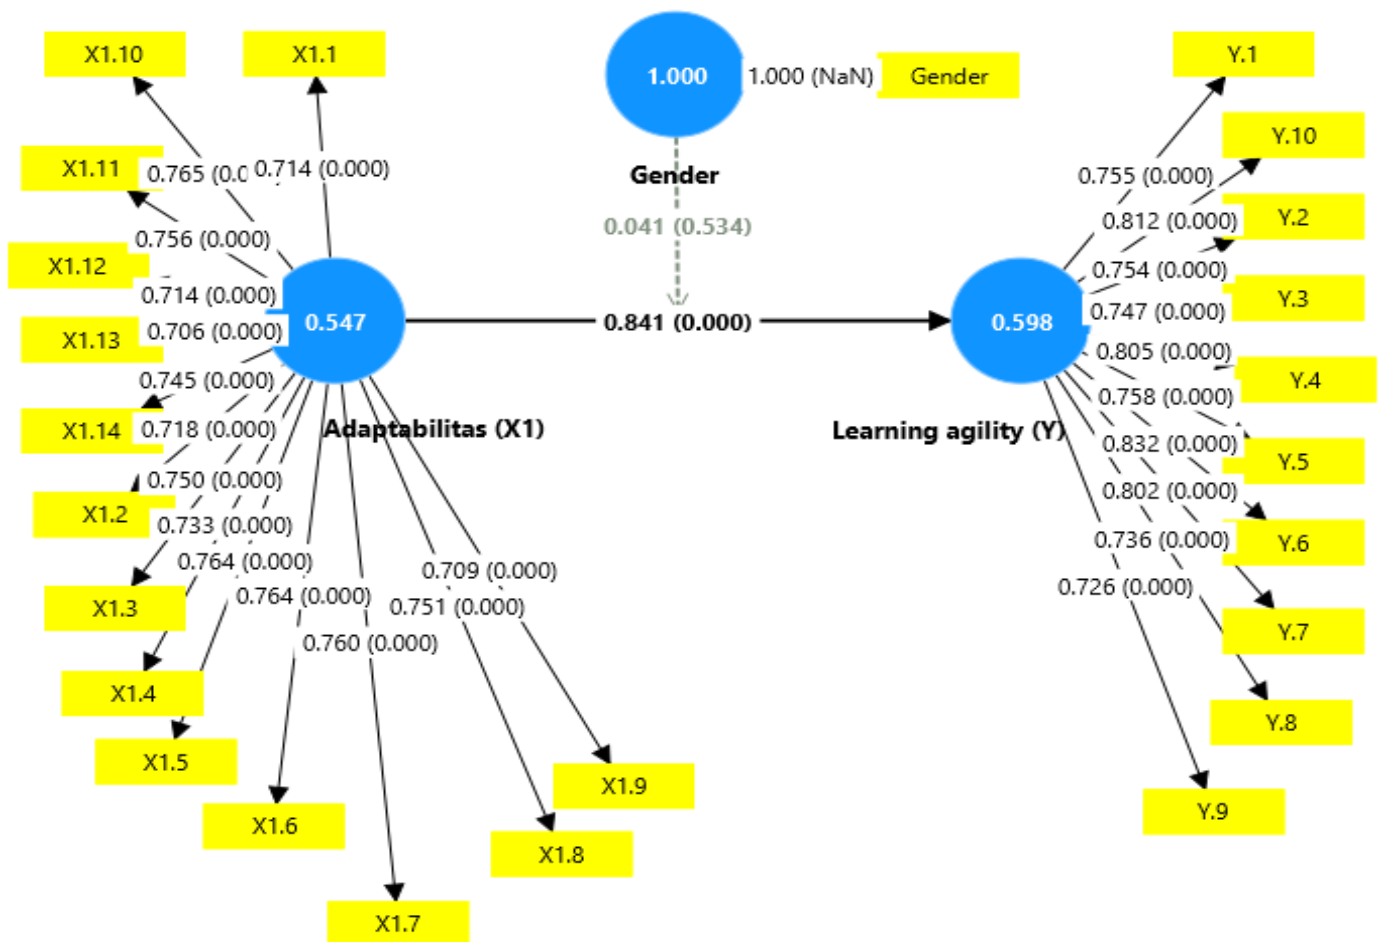 X1.10
X1.1
1.000
1.000 (NaN)
Gender
Y.1
X1.11
0.765 (0.0
0.714 (0.000)
Gender
0.755 (0.000)
Y.10
0.756 (0.000)
0.041 (0.534)
0.812 (0.000)
Y.2
X1.12
0.714 (0.000)
0.754 (0.000)
Y.3
X1.13
0.706 (0.000)
0.547
0.841 (0.000)
0.598
0.747 (0.000)
0.745 (0.000)
0.805 (0.000)
Y.4
X1.14
0.718 (0.000)
Adaptabilitas (X1)
Learning agility (Y)
0.758 (0.000)
0.832 (0.000)
Y.5
X1.2
0.750 (0.000)
0.733 (0.000)
0.802 (0.000)
0.736 (0.000)
Y.6
0.764 (0.000)
0.764 (0.000)
0.709 (0.000)
0.751 (0.000)
0.726 (0.000)
X1.3
0.760 (0.000)
Y.7
X1.4
X1.5
X1.6
X1.7
X1.8
X1.9
Y.8
Y.9